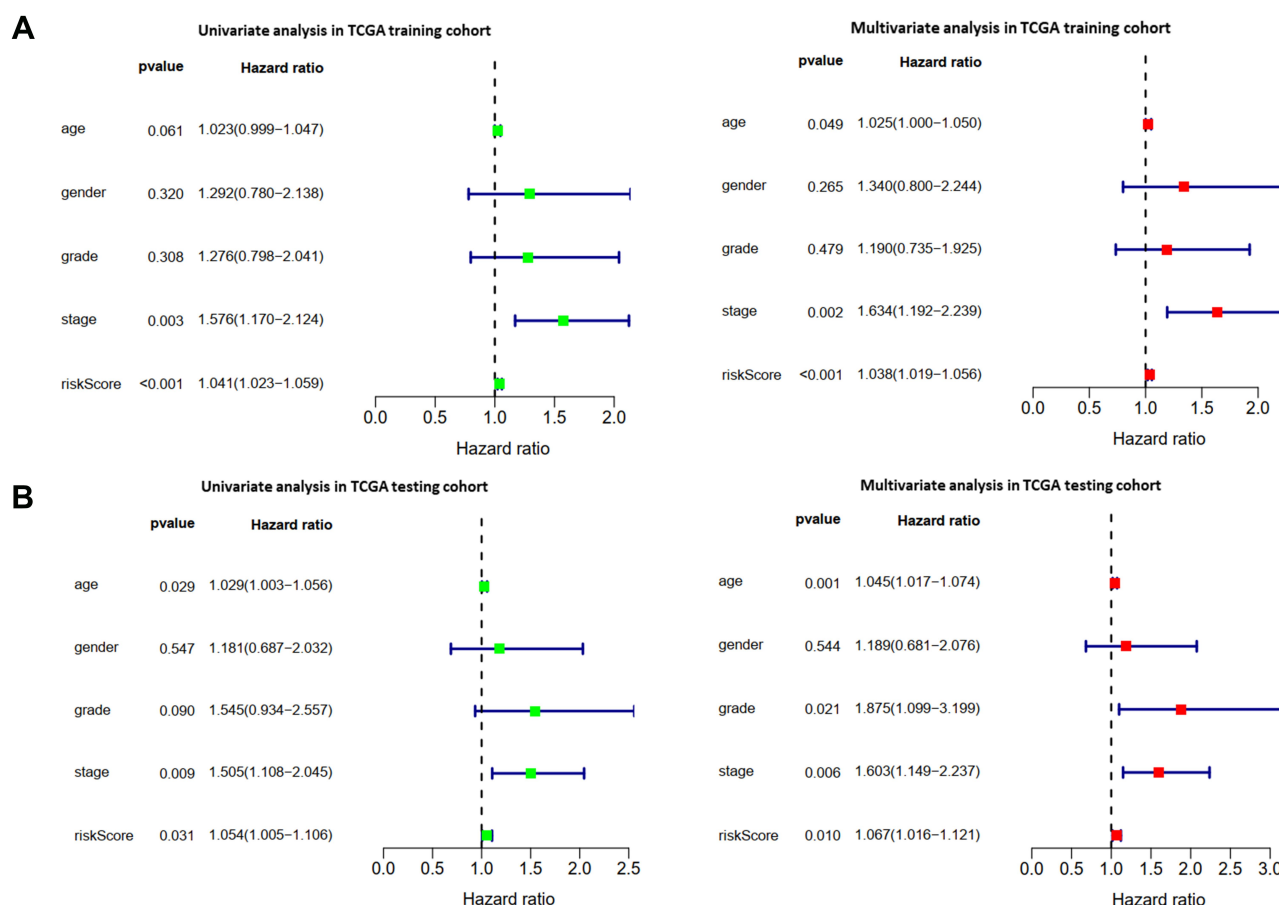 A
Univariate analysis in TCGA training cohort
pvalue Hazard ratio
age 0.061 1.023(0.999−1.047)
gender 0.320 1.292(0.780−2.138)
grade 0.308 1.276(0.798−2.041)
stage 0.003 1.576(1.170−2.124)
riskScore <0.001 1.041(1.023−1.059)
0.0 0.5 1.0 1.5 2.0
Hazard ratio
Multivariate analysis in TCGA training cohort
pvalue Hazard ratio
age 0.049 1.025(1.000−1.050)
gender 0.265 1.340(0.800−2.244)
grade 0.479 1.190(0.735−1.925)
stage 0.002 1.634(1.192−2.239)
riskScore <0.001 1.038(1.019−1.056)
0.0 0.5 1.0 1.5 2.0
Hazard ratio
B
Univariate analysis in TCGA testing cohort
pvalue Hazard ratio
age 0.029 1.029(1.003−1.056)
gender 0.547 1.181(0.687−2.032)
grade 0.090 1.545(0.934−2.557)
stage 0.009 1.505(1.108−2.045)
riskScore 0.031 1.054(1.005−1.106)
0.0 0.5 1.0 1.5 2.0 2.5
Hazard ratio
Multivariate analysis in TCGA testing cohort
pvalue Hazard ratio
age 0.001 1.045(1.017−1.074)
gender 0.544 1.189(0.681−2.076)
grade 0.021 1.875(1.099−3.199)
stage 0.006 1.603(1.149−2.237)
riskScore 0.010 1.067(1.016−1.121)
0.0 0.5 1.0 1.5 2.0 2.5 3.0
Hazard ratio